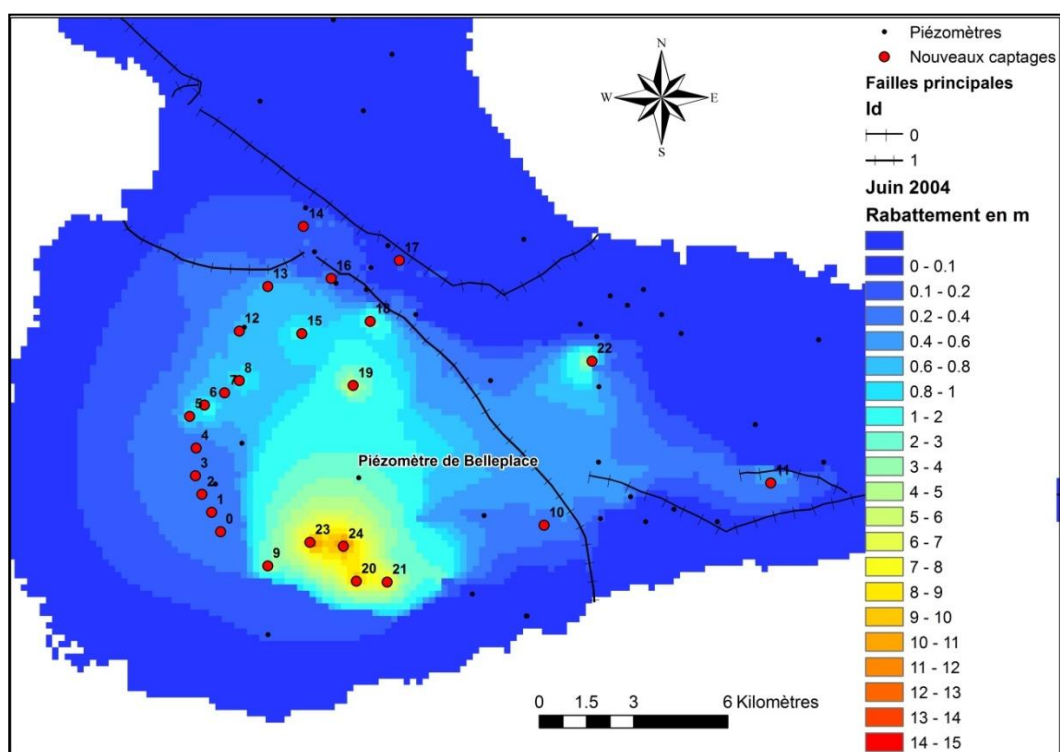 Piézomètres
Nouveaux captages
Failles principales
Id
0
1
Juin 2004
Rabattement en m
0 - 0.1
0.1 - 0.2
0.2 - 0.4
0.4 - 0.6
0.6 - 0.8
0.8 - 1
1 - 2
2 - 3
3 - 4
4 - 5
5 - 6
6 - 7
7 - 8
8 - 9
9 - 10
10 - 11
11 - 12
12 - 13
13 - 14
14 - 15
N
W E
S
14
17
16
13
18
12
15
22
8
19
7
6
5
4
Piézomètre de Belleplace
3
11
2
1
10
0
23
24
9
20
21
0 1.5 3 6 Kilomètres